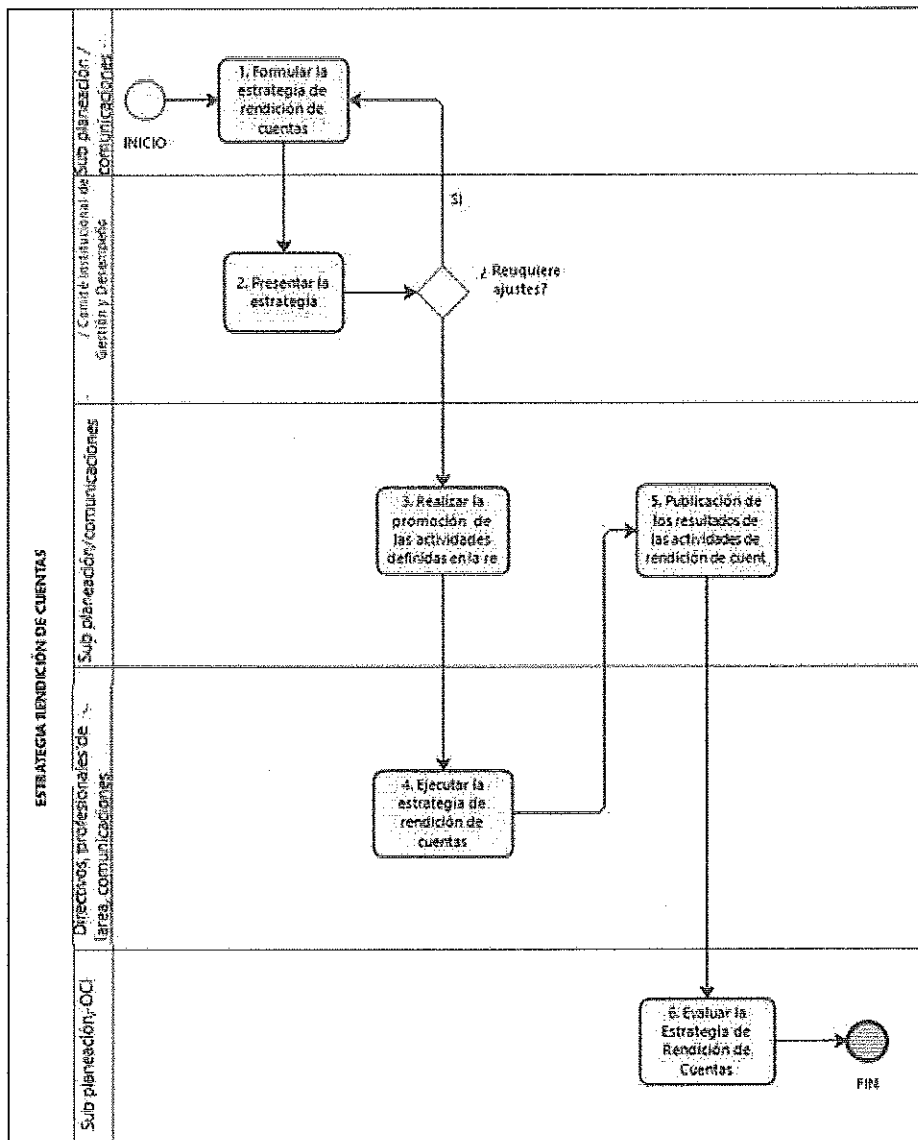 ESTRATEGIA RENDICIÓN DE CUENTAS
Sub planeación /
comunicaciones
INICIO
1. Formular la
estrategia de
rendición de
cuentas
/ Comité Institucional de
Gestión y Desempeño
2. Presentar la
estrategia
SI
¿ Reuquiere
ajustes?
Sub planeación/comunicaciones
3. Realizar la
promoción de
las actividades
definidas en la re
5. Publicación de
los resultados de
las actividades de
rendición de cuent
Directivos, profesionales de
área, comunicaciones
4. Ejecutar la
estrategia de
rendición de
cuentas
Sub planeación, OCI
6. Evaluar la
Estrategia de
Rendición de
Cuentas
FIN